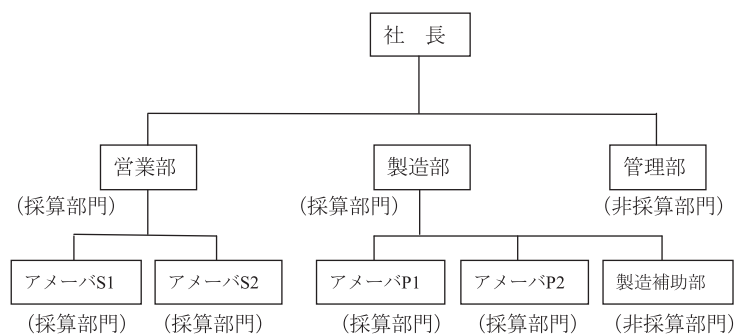 社 長
営業部
製造部
管理部
(採算部門)
(採算部門)
(非採算部門)
アメーバS1
アメーバS2
アメーバP1
アメーバP2
製造補助部
(採算部門)
(採算部門)
(採算部門)
(採算部門)
(非採算部門)